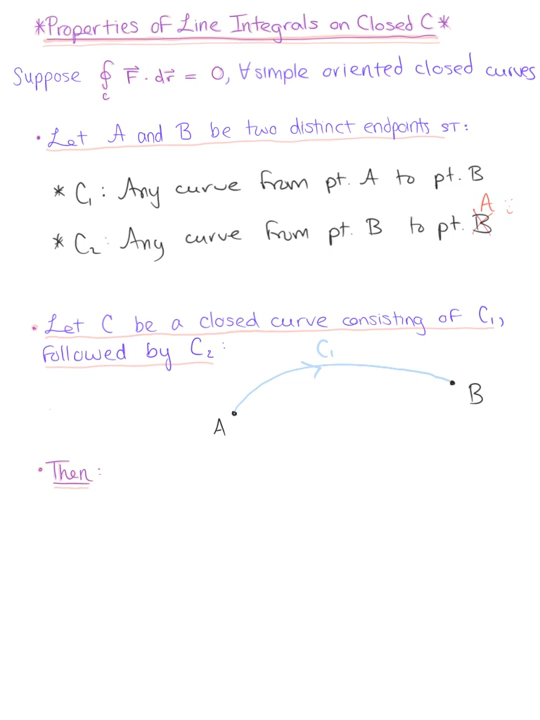 *Properties of Line Integrals on Closed C*
Suppose ∮_C F⃗ · dr⃗ = 0, ∀ simple oriented closed curves
• Let A and B be two distinct endpoints ST:
* C₁: Any curve from pt. A to pt. B
* C₂: Any curve from pt. B to pt. B A
• Let C be a closed curve consisting of C₁,
followed by C₂:
C₁
A
B
• Then: